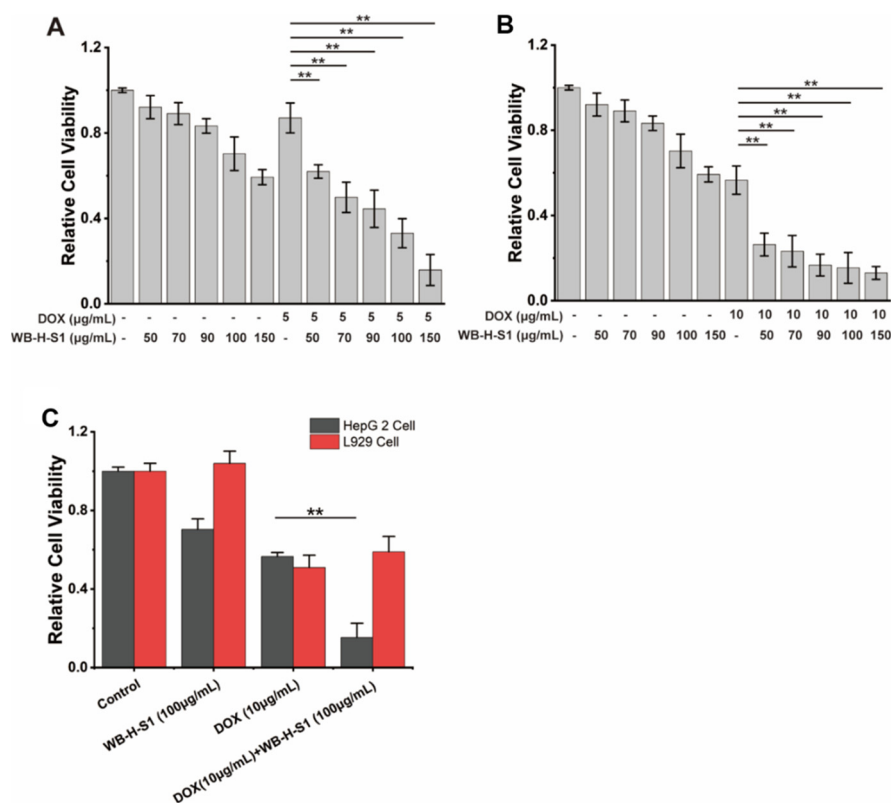 A
Relative Cell Viability
1.2
0.8
0.4
0.0
**
**
**
**
**
DOX (µg/mL) - - - - - - 5 5 5 5 5 5
WB-H-S1 (µg/mL) - 50 70 90 100 150 - 50 70 90 100 150
B
Relative Cell Viability
1.2
0.8
0.4
0.0
**
**
**
**
**
DOX (µg/mL) - - - - - - 10 10 10 10 10 10
WB-H-S1 (µg/mL) - 50 70 90 100 150 - 50 70 90 100 150
C
Relative Cell Viability
1.2
0.8
0.4
0.0
HepG 2 Cell
L929 Cell
**
Control
WB-H-S1 (100µg/mL)
DOX (10µg/mL)
DOX(10µg/mL)+WB-H-S1 (100µg/mL)